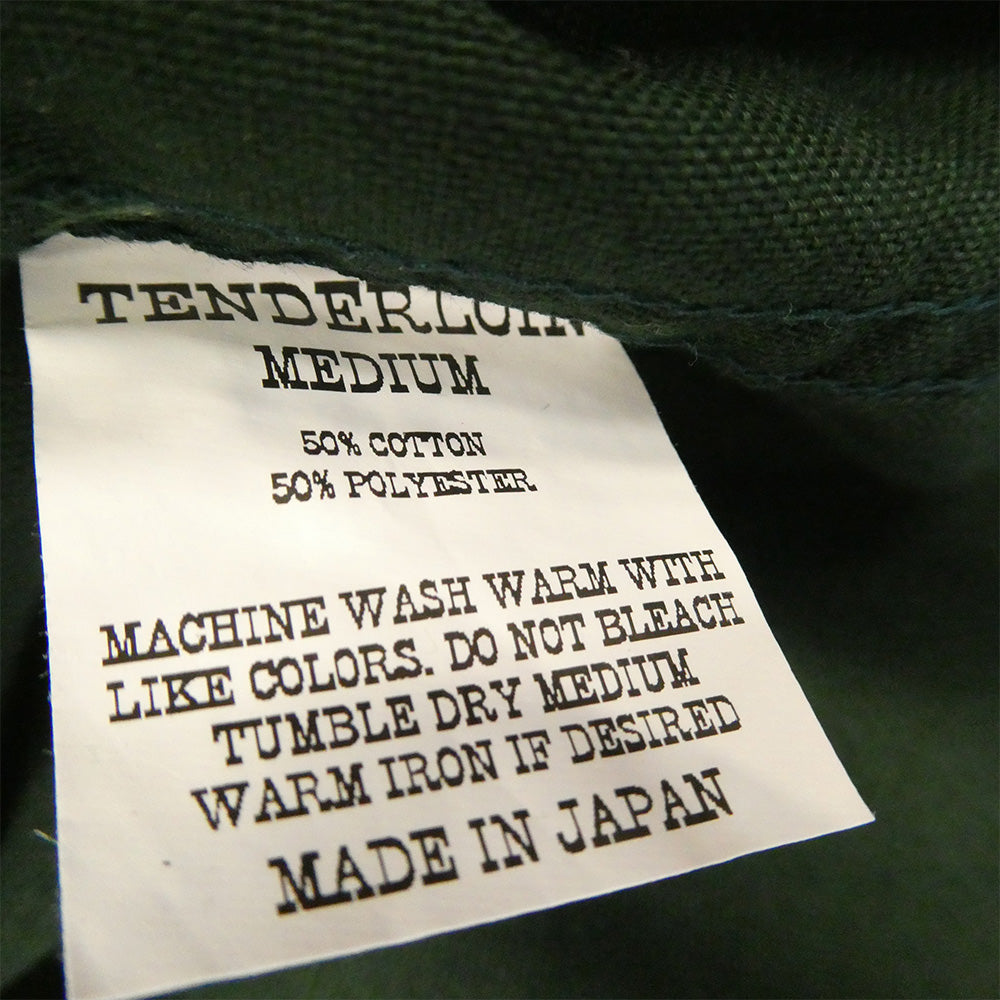 TENDERLOIN
MEDIUM
50% COTTON
50% POLYESTER
MACHINE WASH WARM WITH
LIKE COLORS. DO NOT BLEACH
TUMBLE DRY MEDIUM
WARM IRON IF DESIRED
MADE IN JAPAN